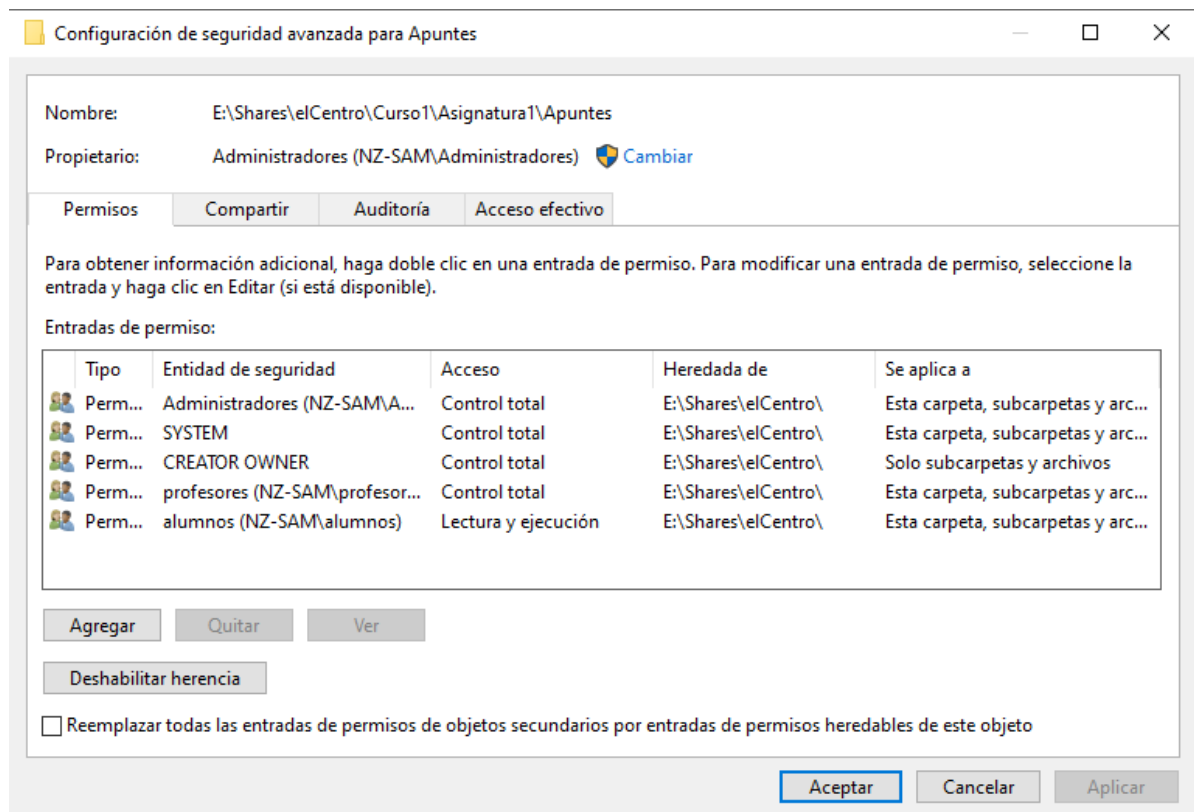 Configuración de seguridad avanzada para Apuntes
Nombre: E:\Shares\elCentro\Curso1\Asignatura1\Apuntes
Propietario: Administradores (NZ-SAM\Administradores) Cambiar
Permisos Compartir Auditoría Acceso efectivo
Para obtener información adicional, haga doble clic en una entrada de permiso. Para modificar una entrada de permiso, seleccione la
entrada y haga clic en Editar (si está disponible).
Entradas de permiso:
Tipo Entidad de seguridad Acceso Heredada de Se aplica a
Perm... Administradores (NZ-SAM\A... Control total E:\Shares\elCentro\ Esta carpeta, subcarpetas y arc...
Perm... SYSTEM Control total E:\Shares\elCentro\ Esta carpeta, subcarpetas y arc...
Perm... CREATOR OWNER Control total E:\Shares\elCentro\ Solo subcarpetas y archivos
Perm... profesores (NZ-SAM\profesor... Control total E:\Shares\elCentro\ Esta carpeta, subcarpetas y arc...
Perm... alumnos (NZ-SAM\alumnos) Lectura y ejecución E:\Shares\elCentro\ Esta carpeta, subcarpetas y arc...
Agregar Quitar Ver
Deshabilitar herencia
Reemplazar todas las entradas de permisos de objetos secundarios por entradas de permisos heredables de este objeto
Aceptar Cancelar Aplicar